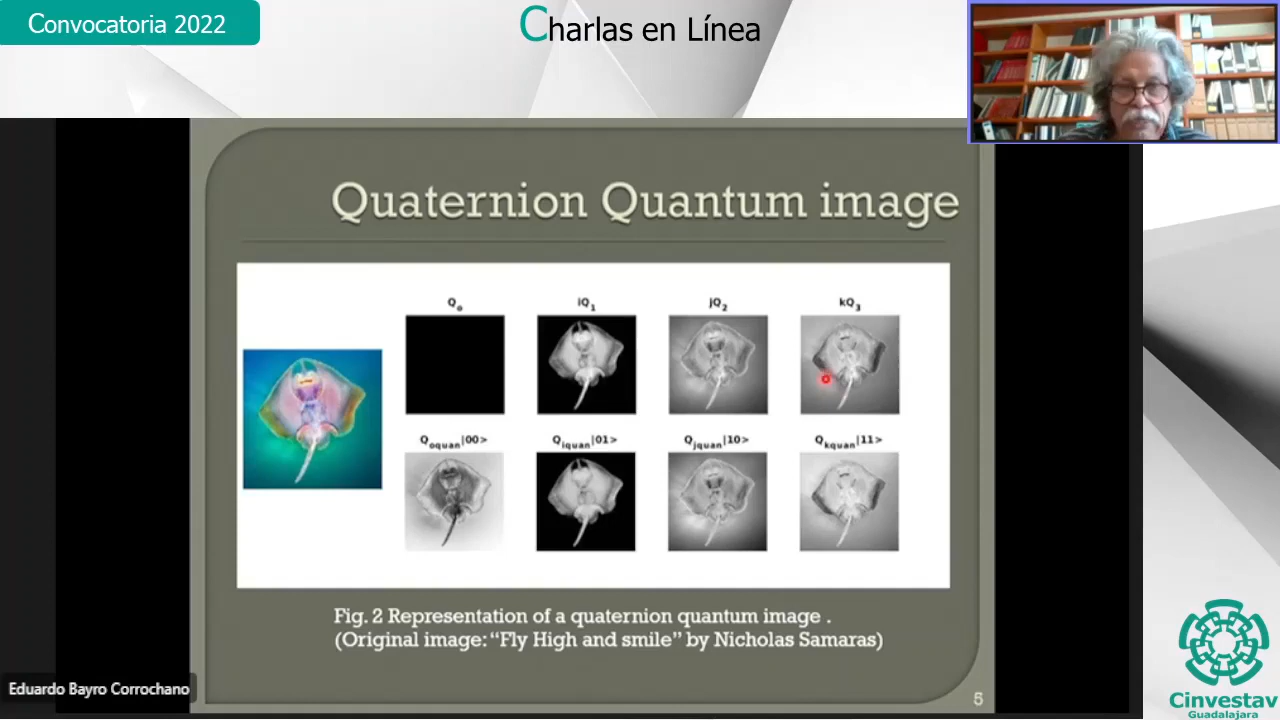 Convocatoria 2022
Charlas en Línea
Quaternion Quantum image
Qo
iQ1
jQ2
kQ3
Qoquan|00>
Qiquan|01>
Qjquan|10>
Qkquan|11>
Fig. 2 Representation of a quaternion quantum image .
(Original image: “Fly High and smile” by Nicholas Samaras)
Eduardo Bayro Corrochano
5
Cinvestav
Guadalajara